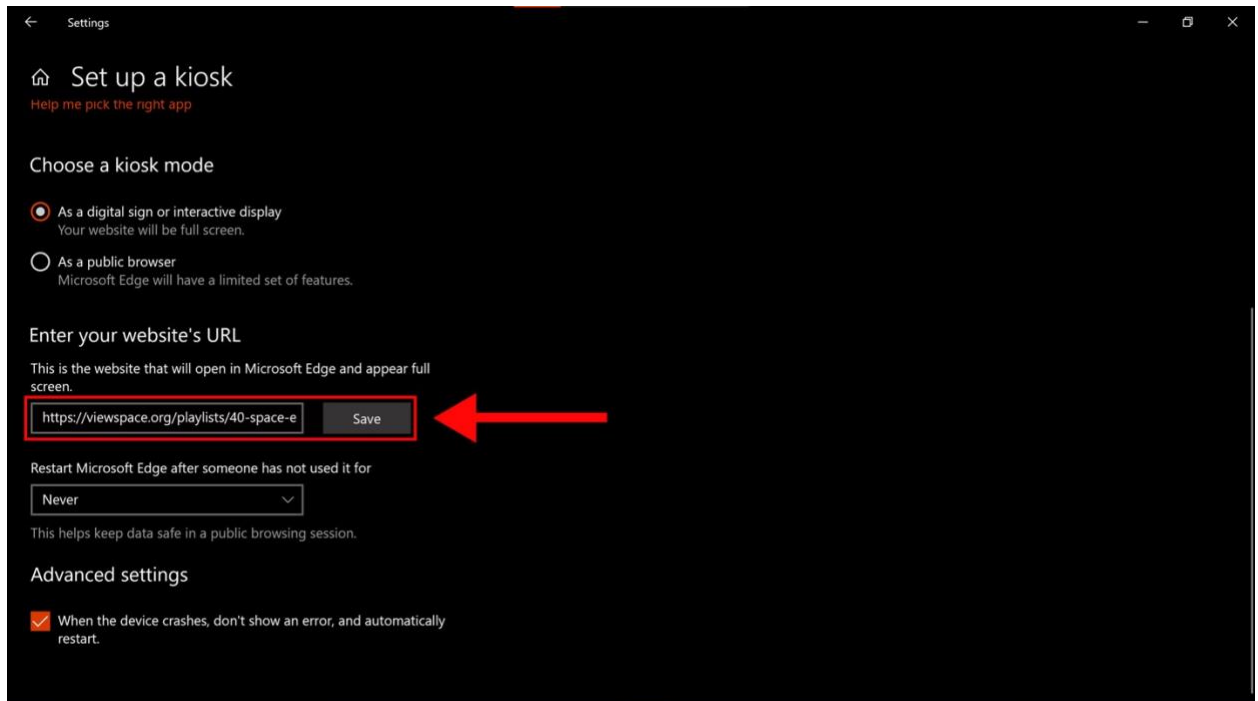 Settings
Set up a kiosk
Help me pick the right app
Choose a kiosk mode
As a digital sign or interactive display
Your website will be full screen.
As a public browser
Microsoft Edge will have a limited set of features.
Enter your website's URL
This is the website that will open in Microsoft Edge and appear full
screen.
https://viewspace.org/playlists/40-space-e
Save
Restart Microsoft Edge after someone has not used it for
Never
This helps keep data safe in a public browsing session.
Advanced settings
When the device crashes, don't show an error, and automatically
restart.